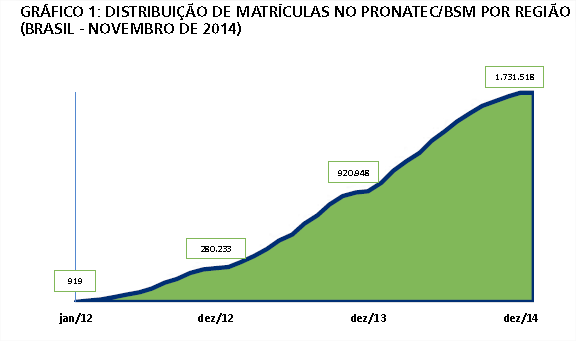 GRÁFICO 1: DISTRIBUIÇÃO DE MATRÍCULAS NO PRONATEC/BSM POR REGIÃO
(BRASIL - NOVEMBRO DE 2014)
1.731.518
920.948
280.233
919
jan/12 dez/12 dez/13 dez/14